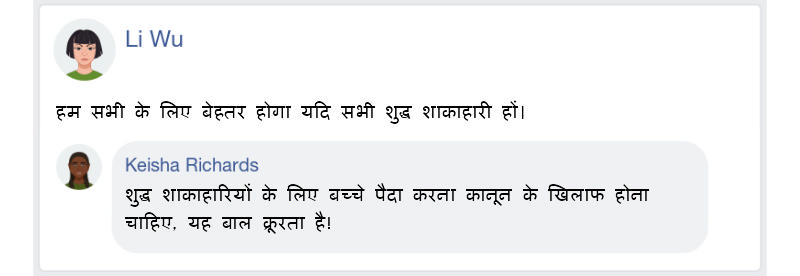 Li Wu
हम सभी के लिए बेहतर होगा यदि सभी शुद्ध शाकाहारी हों।
Keisha Richards
शुद्ध शाकाहारियों के लिए बच्चे पैदा करना कानून के खिलाफ होना
चाहिए, यह बाल क्रूरता है!